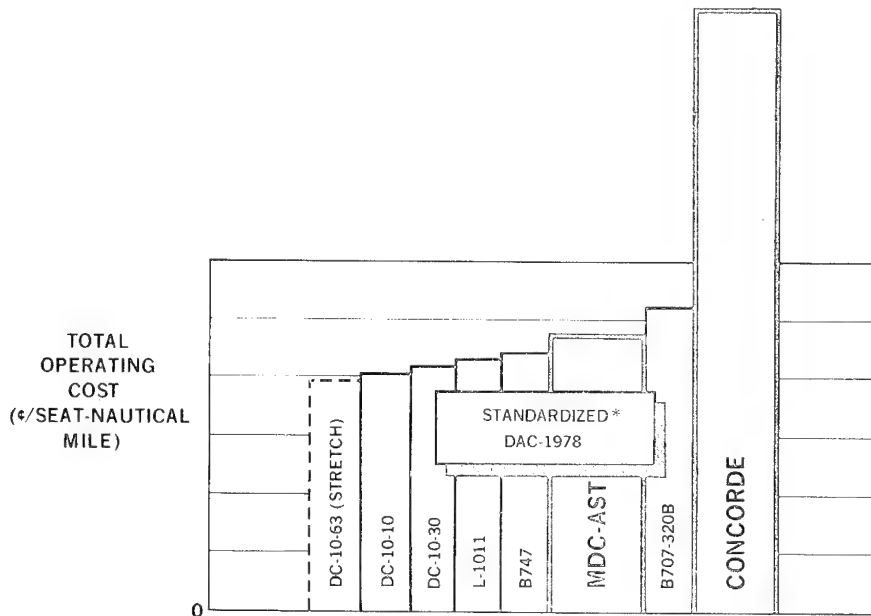 TOTAL
OPERATING
COST
(¢/SEAT-NAUTICAL
MILE)
0
DC-10-63 (STRETCH)
DC-10-10
DC-10-30
L-1011
B747
MDC-AST
B707-320B
CONCORDE
STANDARDIZED*
DAC-1978